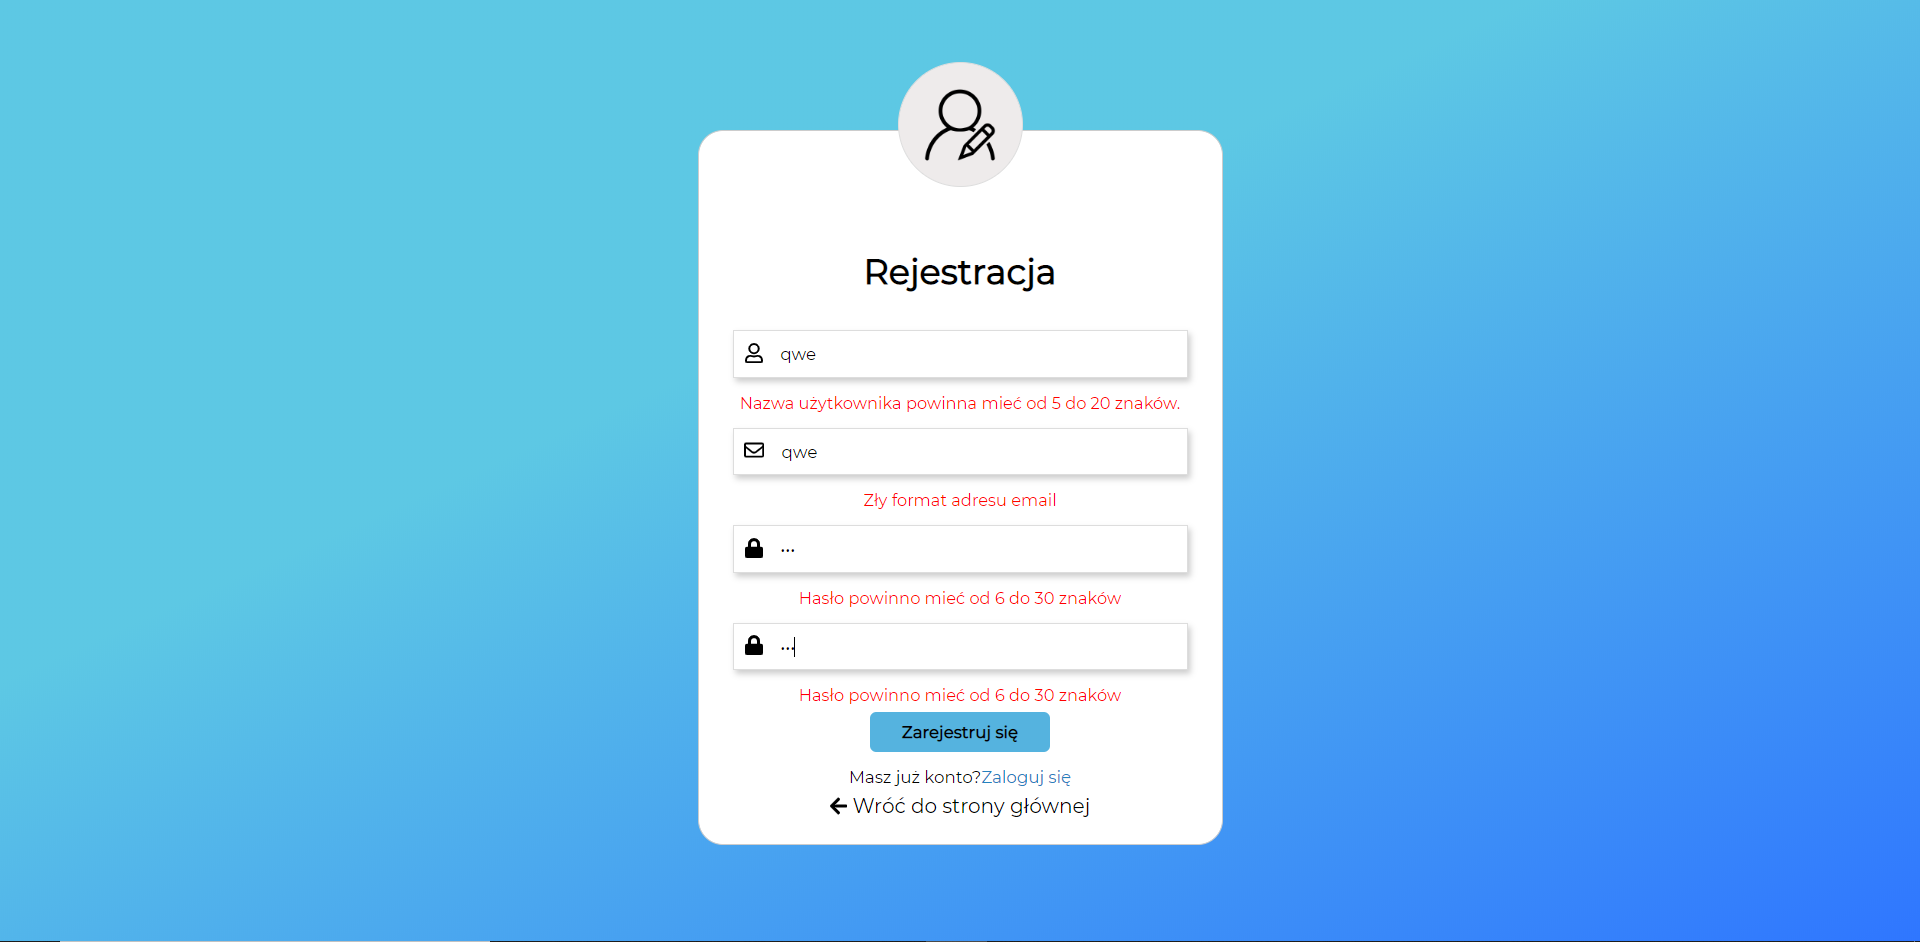 Rejestracja
qwe
Nazwa użytkownika powinna mieć od 5 do 20 znaków.
qwe
Zły format adresu email
•••
Hasło powinno mieć od 6 do 30 znaków
•••
Hasło powinno mieć od 6 do 30 znaków
Zarejestruj się
Masz już konto?Zaloguj się
Wróć do strony głównej